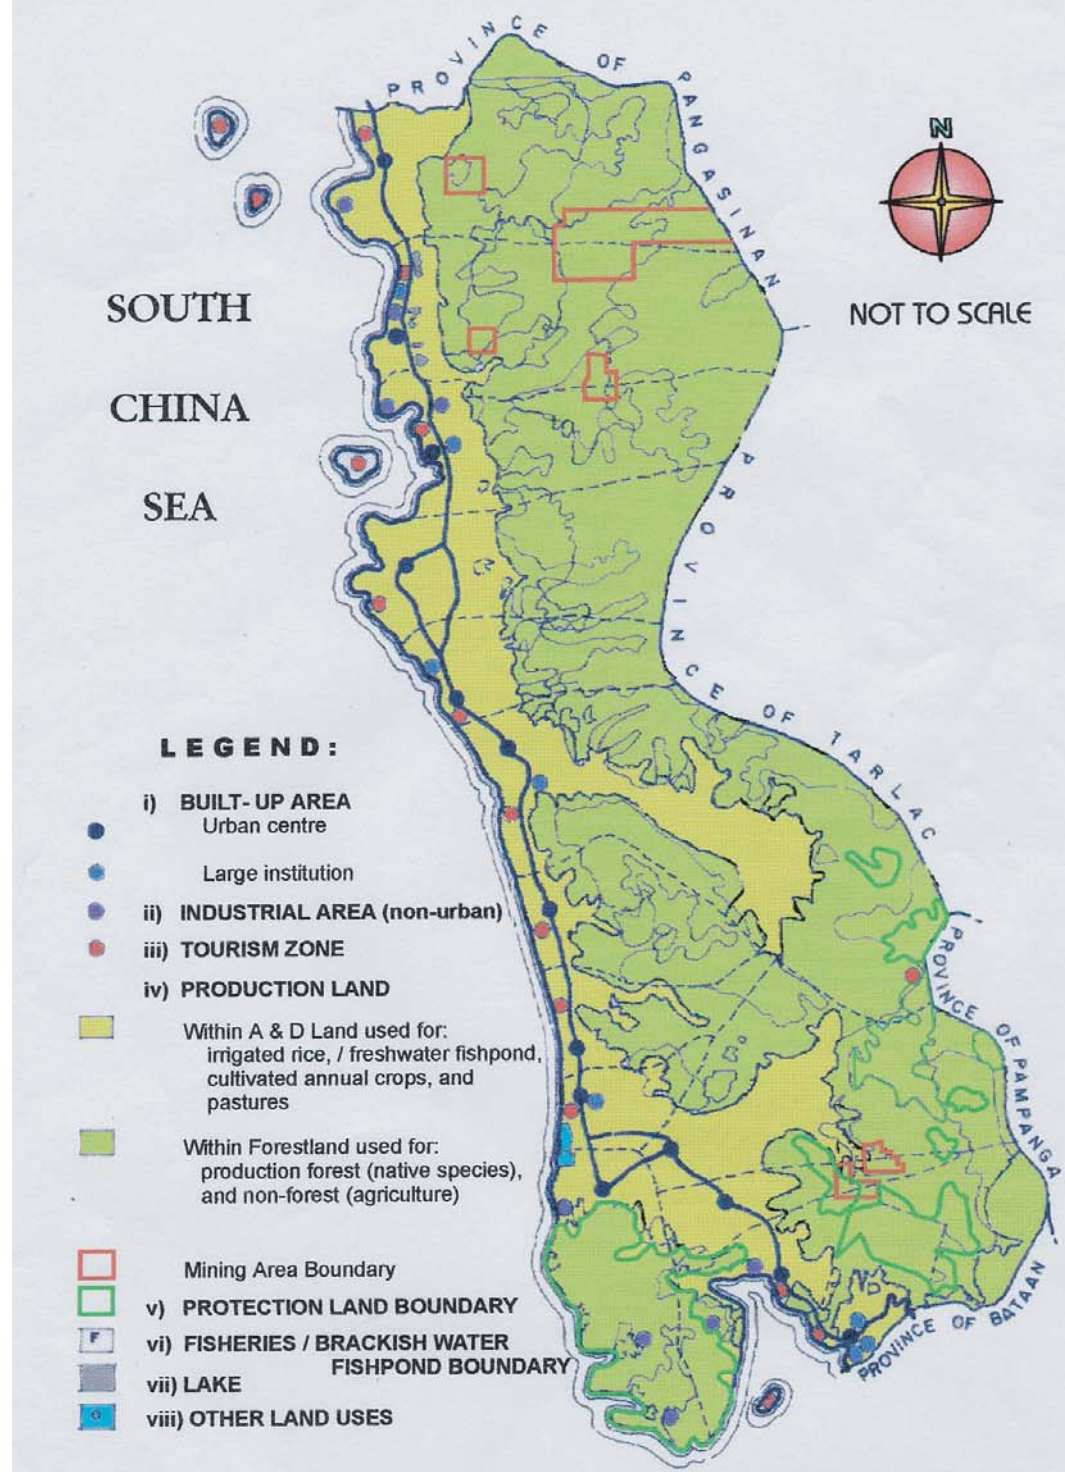 PROVINCE OF PANGASINAN
N
NOT TO SCALE
SOUTH
CHINA
SEA
PROVINCE OF TARLAC
PROVINCE OF PAMPANGA
PROVINCE OF BATAAN
LEGEND:
i) BUILT- UP AREA
Urban centre
Large institution
ii) INDUSTRIAL AREA (non-urban)
iii) TOURISM ZONE
iv) PRODUCTION LAND
Within A & D Land used for:
irrigated rice, / freshwater fishpond,
cultivated annual crops, and
pastures
Within Forestland used for:
production forest (native species),
and non-forest (agriculture)
Mining Area Boundary
v) PROTECTION LAND BOUNDARY
F vi) FISHERIES / BRACKISH WATER
FISHPOND BOUNDARY
vii) LAKE
viii) OTHER LAND USES